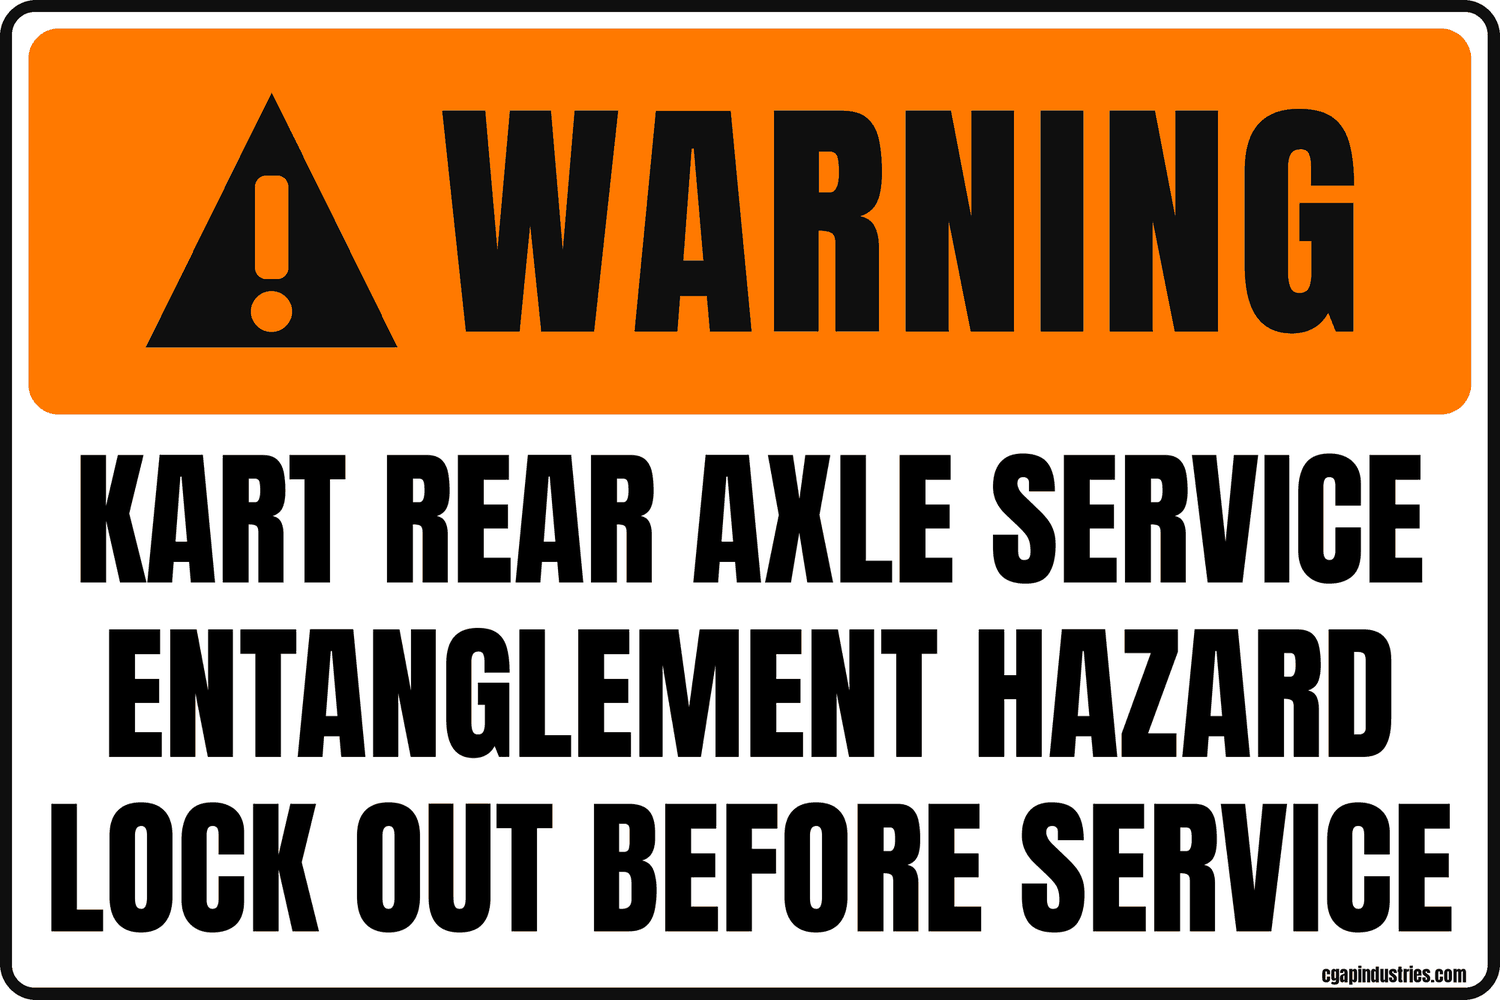 WARNING
KART REAR AXLE SERVICE
ENTANGLEMENT HAZARD
LOCK OUT BEFORE SERVICE
cgapindustries.com